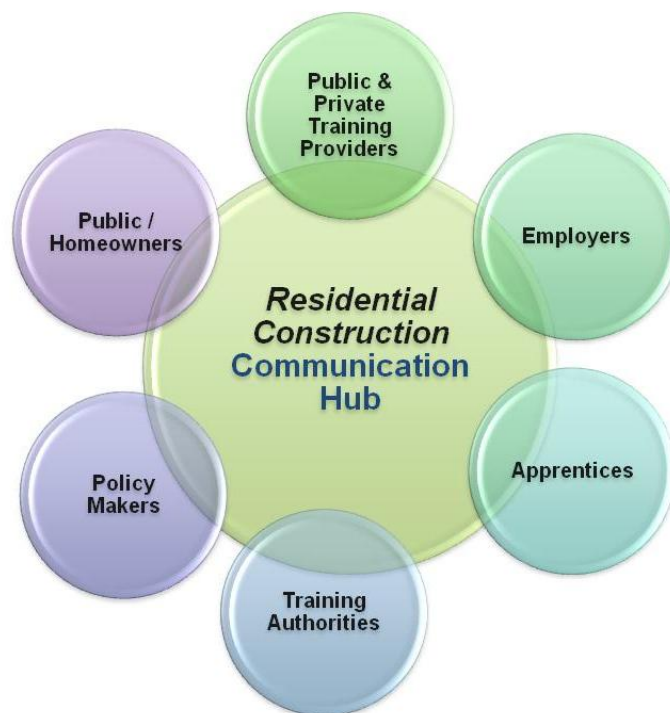 Public &
Private
Training
Providers
Public /
Homeowners
Employers
Residential
Construction
Communication
Hub
Apprentices
Policy
Makers
Training
Authorities